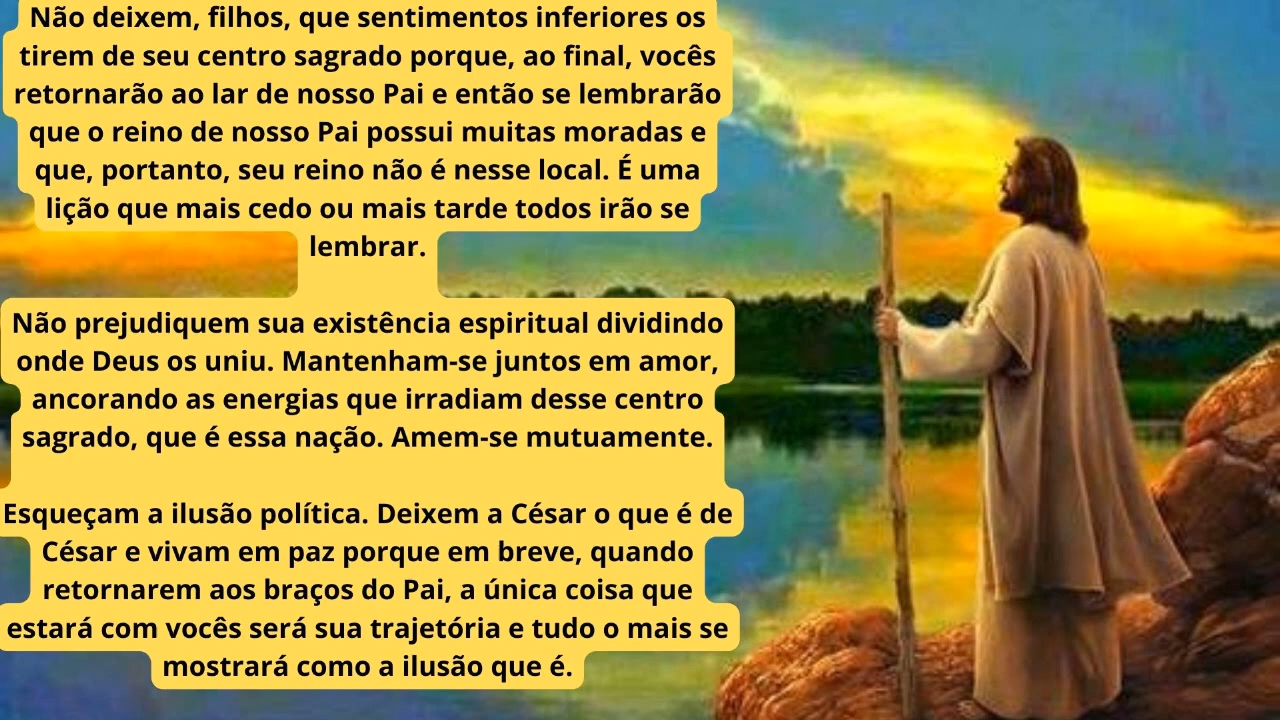 Não deixem, filhos, que sentimentos inferiores os
tirem de seu centro sagrado porque, ao final, vocês
retornarão ao lar de nosso Pai e então se lembrarão
que o reino de nosso Pai possui muitas moradas e
que, portanto, seu reino não é nesse local. É uma
lição que mais cedo ou mais tarde todos irão se
lembrar.
Não prejudiquem sua existência espiritual dividindo
onde Deus os uniu. Mantenham-se juntos em amor,
ancorando as energias que irradiam desse centro
sagrado, que é essa nação. Amem-se mutuamente.
Esqueçam a ilusão política. Deixem a César o que é de
César e vivam em paz porque em breve, quando
retornarem aos braços do Pai, a única coisa que
estará com vocês será sua trajetória e tudo o mais se
mostrará como a ilusão que é.